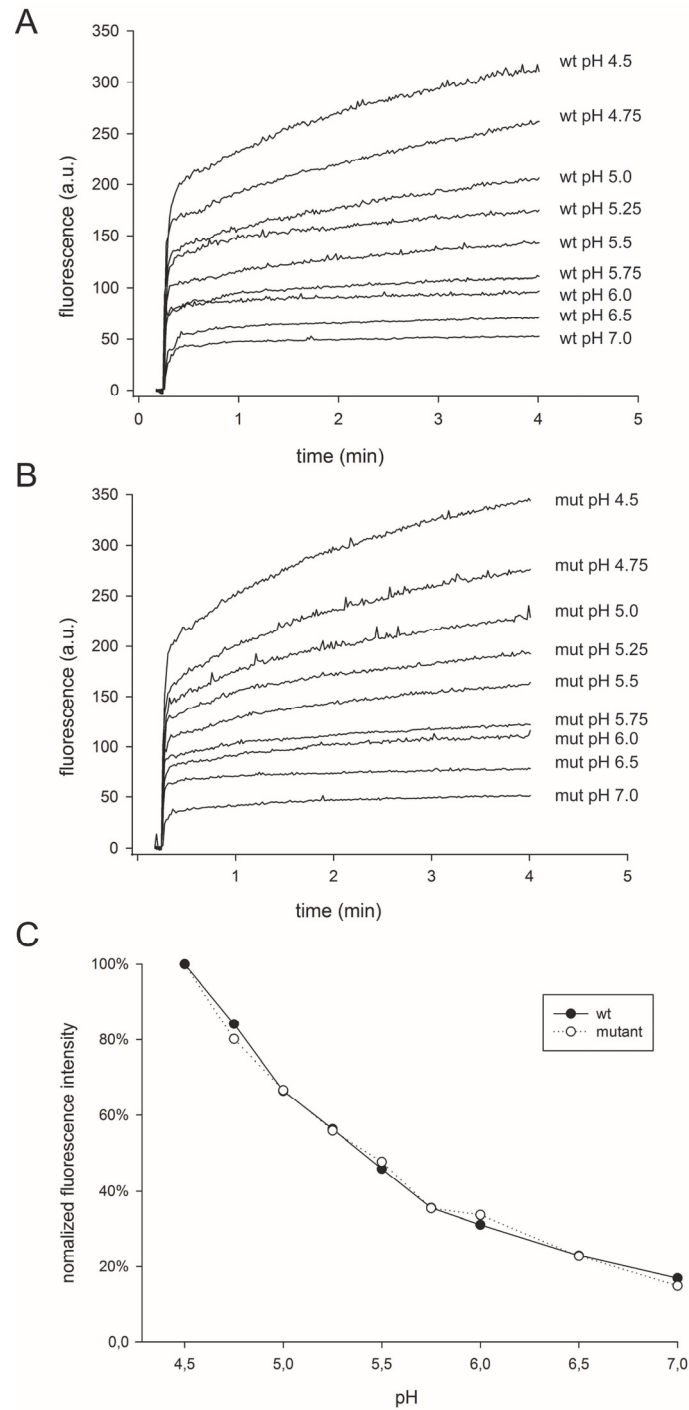 A
350
300
250
200
150
100
50
0
fluorescence (a.u.)
wt pH 4.5
wt pH 4.75
wt pH 5.0
wt pH 5.25
wt pH 5.5
wt pH 5.75
wt pH 6.0
wt pH 6.5
wt pH 7.0
0 1 2 3 4 5
time (min)
B
350
300
250
200
150
100
50
0
fluorescence (a.u.)
mut pH 4.5
mut pH 4.75
mut pH 5.0
mut pH 5.25
mut pH 5.5
mut pH 5.75
mut pH 6.0
mut pH 6.5
mut pH 7.0
1 2 3 4 5
time (min)
C
100%
80%
60%
40%
20%
0,0
nomalized fluorescence intensity
wt
mutant
4,5 5,0 5,5 6,0 6,5 7,0
pH